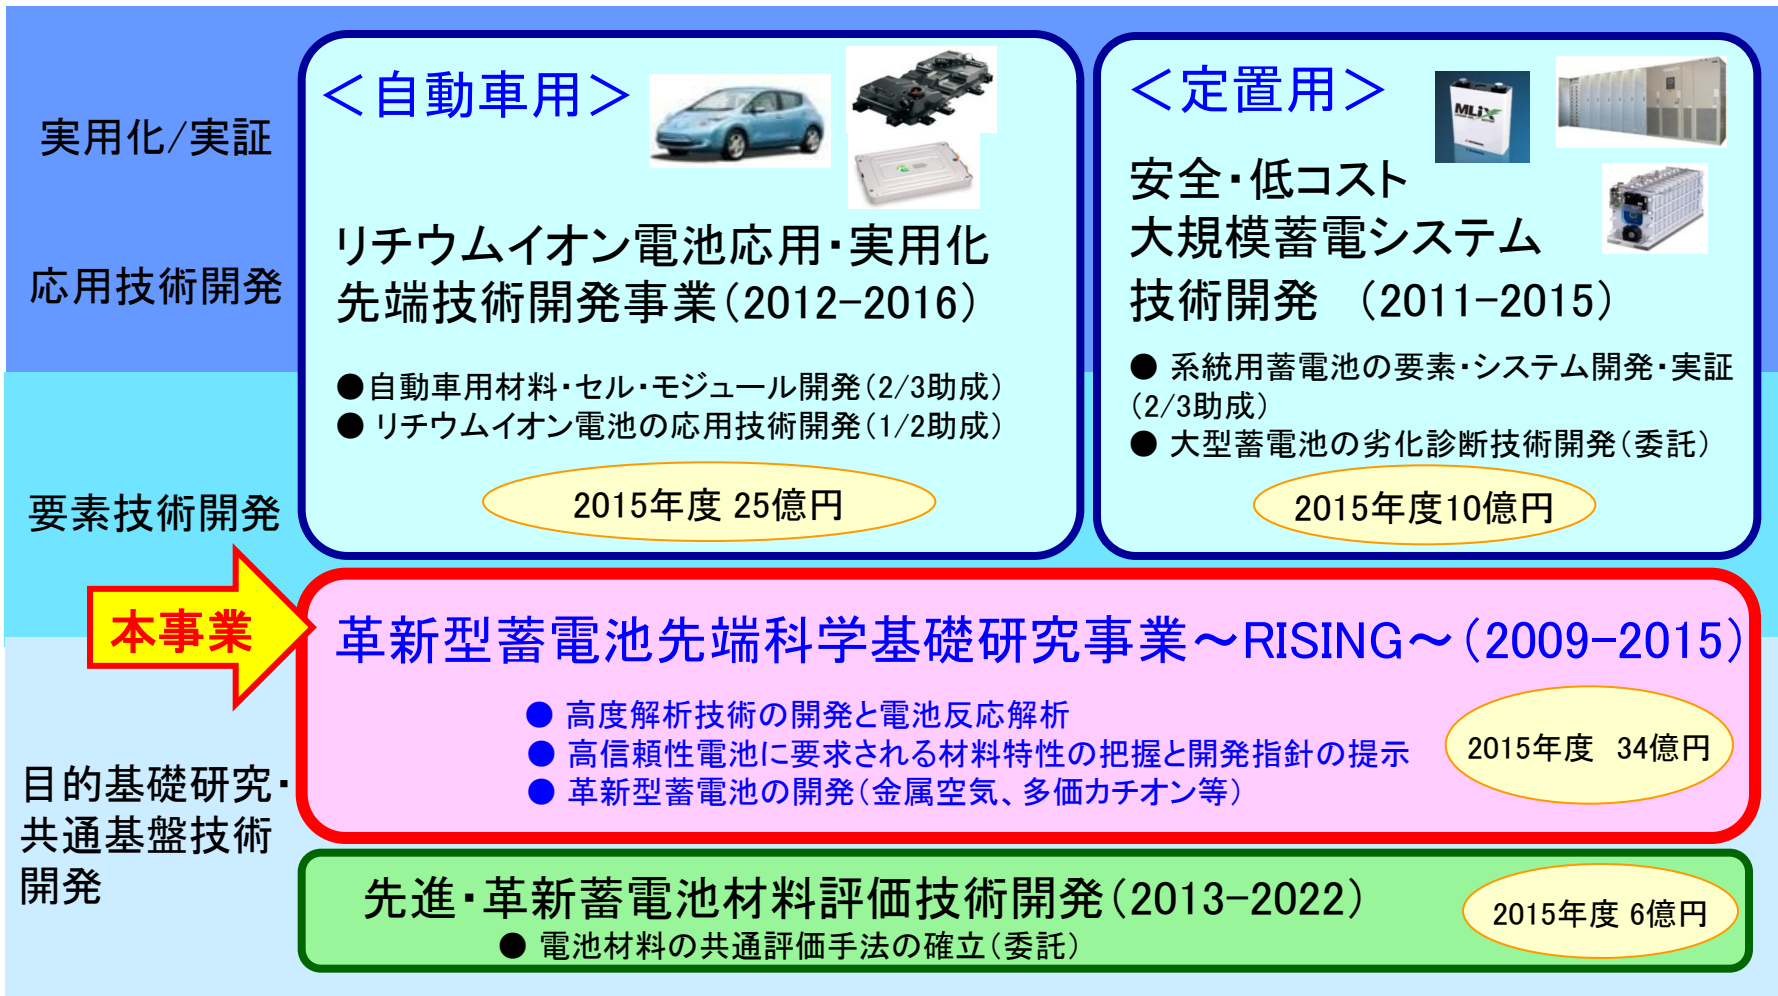 実用化/実証
応用技術開発
要素技術開発
目的基礎研究・
共通基盤技術
開発
本事業
＜自動車用＞
リチウムイオン電池応用・実用化
先端技術開発事業（2012-2016）
●自動車用材料・セル・モジュール開発（2/3助成）
● リチウムイオン電池の応用技術開発（1/2助成）
2015年度 25億円
＜定置用＞
MLiX
安全・低コスト
大規模蓄電システム
技術開発　（2011-2015）
● 系統用蓄電池の要素・システム開発・実証
（2/3助成）
● 大型蓄電池の劣化診断技術開発（委託）
2015年度10億円
革新型蓄電池先端科学基礎研究事業～RISING～（2009-2015）
● 高度解析技術の開発と電池反応解析
● 高信頼性電池に要求される材料特性の把握と開発指針の提示
● 革新型蓄電池の開発（金属空気、多価カチオン等）
2015年度　34億円
先進・革新蓄電池材料評価技術開発（2013-2022）
● 電池材料の共通評価手法の確立（委託）
2015年度 6億円